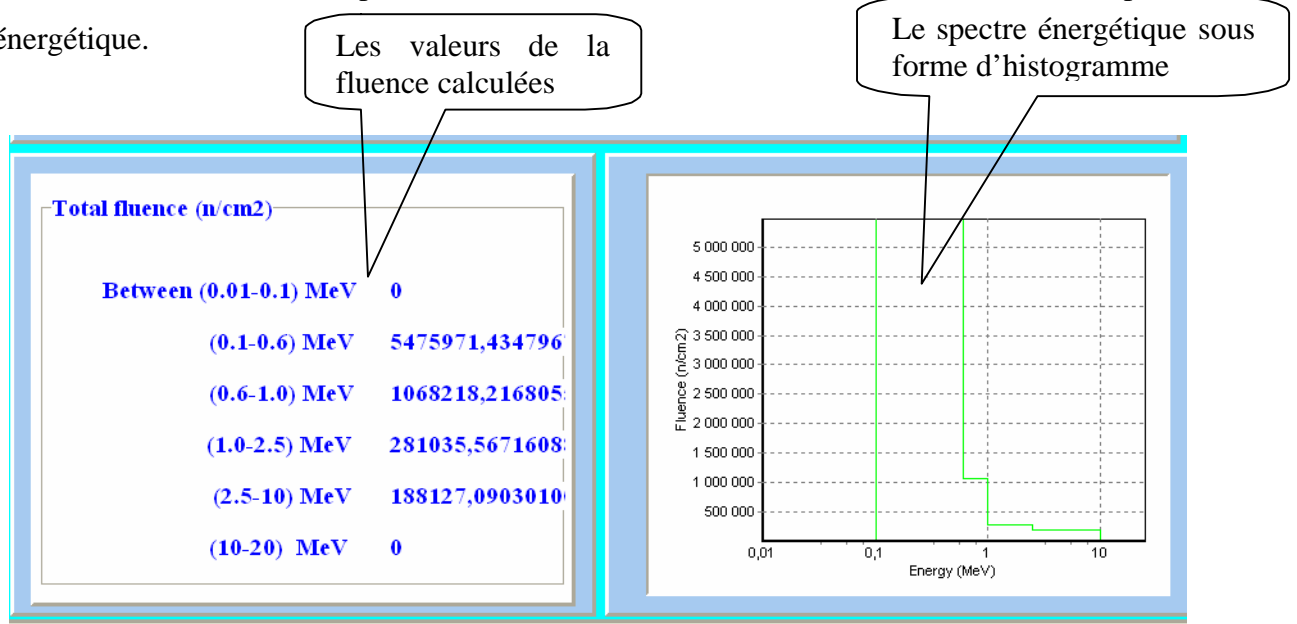 énergétique.
Les valeurs de la
fluence calculées
Le spectre énergétique sous
forme d'histogramme
Total fluence (n/cm2)
Between (0.01-0.1) MeV 0
(0.1-0.6) MeV 5475971,434796
(0.6-1.0) MeV 1068218,216805
(1.0-2.5) MeV 281035,5671608
(2.5-10) MeV 188127,0903010
(10-20) MeV 0
Fluence (n/cm2)
5 000 000
4 500 000
4 000 000
3 500 000
3 000 000
2 500 000
2 000 000
1 500 000
1 000 000
500 000
0,01 0,1 1 10
Energy (MeV)